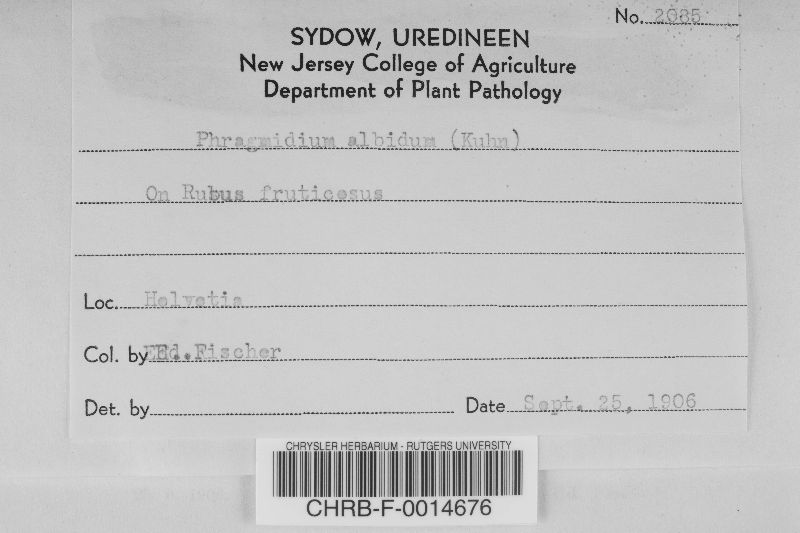 No. 2085
SYDOW, UREDINEEN
New Jersey College of Agriculture
Department of Plant Pathology
Phragmidium albidum (Kuhn)
On Rubus fruticosus
Loc. Helvetia
Col. by Ed. Fischer
Det. by
Date Sept. 25, 1906
CHRYSLER HERBARIUM - RUTGERS UNIVERSITY
CHRB-F-0014676